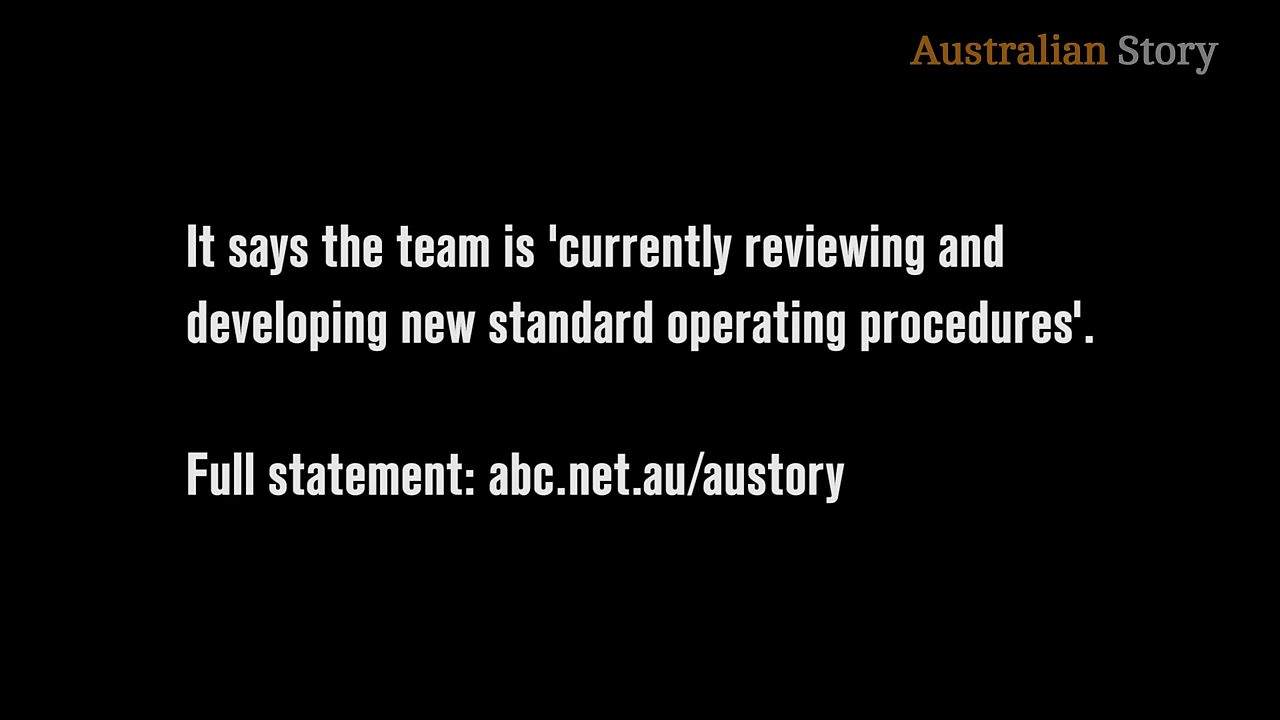 Australian Story
It says the team is 'currently reviewing and
developing new standard operating procedures'.
Full statement: abc.net.au/austory